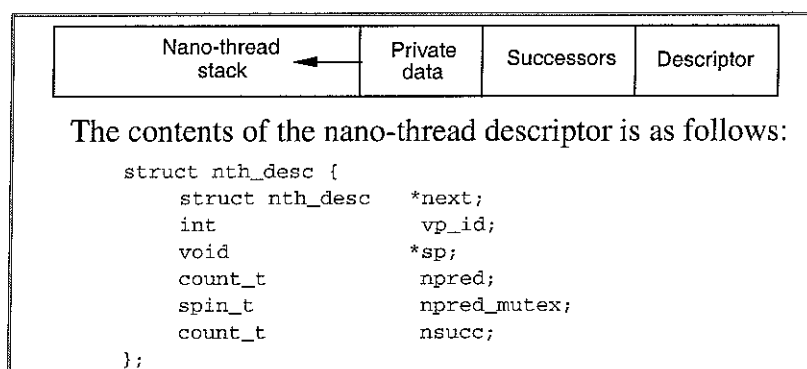 Nano-thread
stack
Private
data
Successors
Descriptor
The contents of the nano-thread descriptor is as follows:
struct nth_desc {
struct nth_desc *next;
int vp_id;
void *sp;
count_t npred;
spin_t npred_mutex;
count_t nsucc;
};